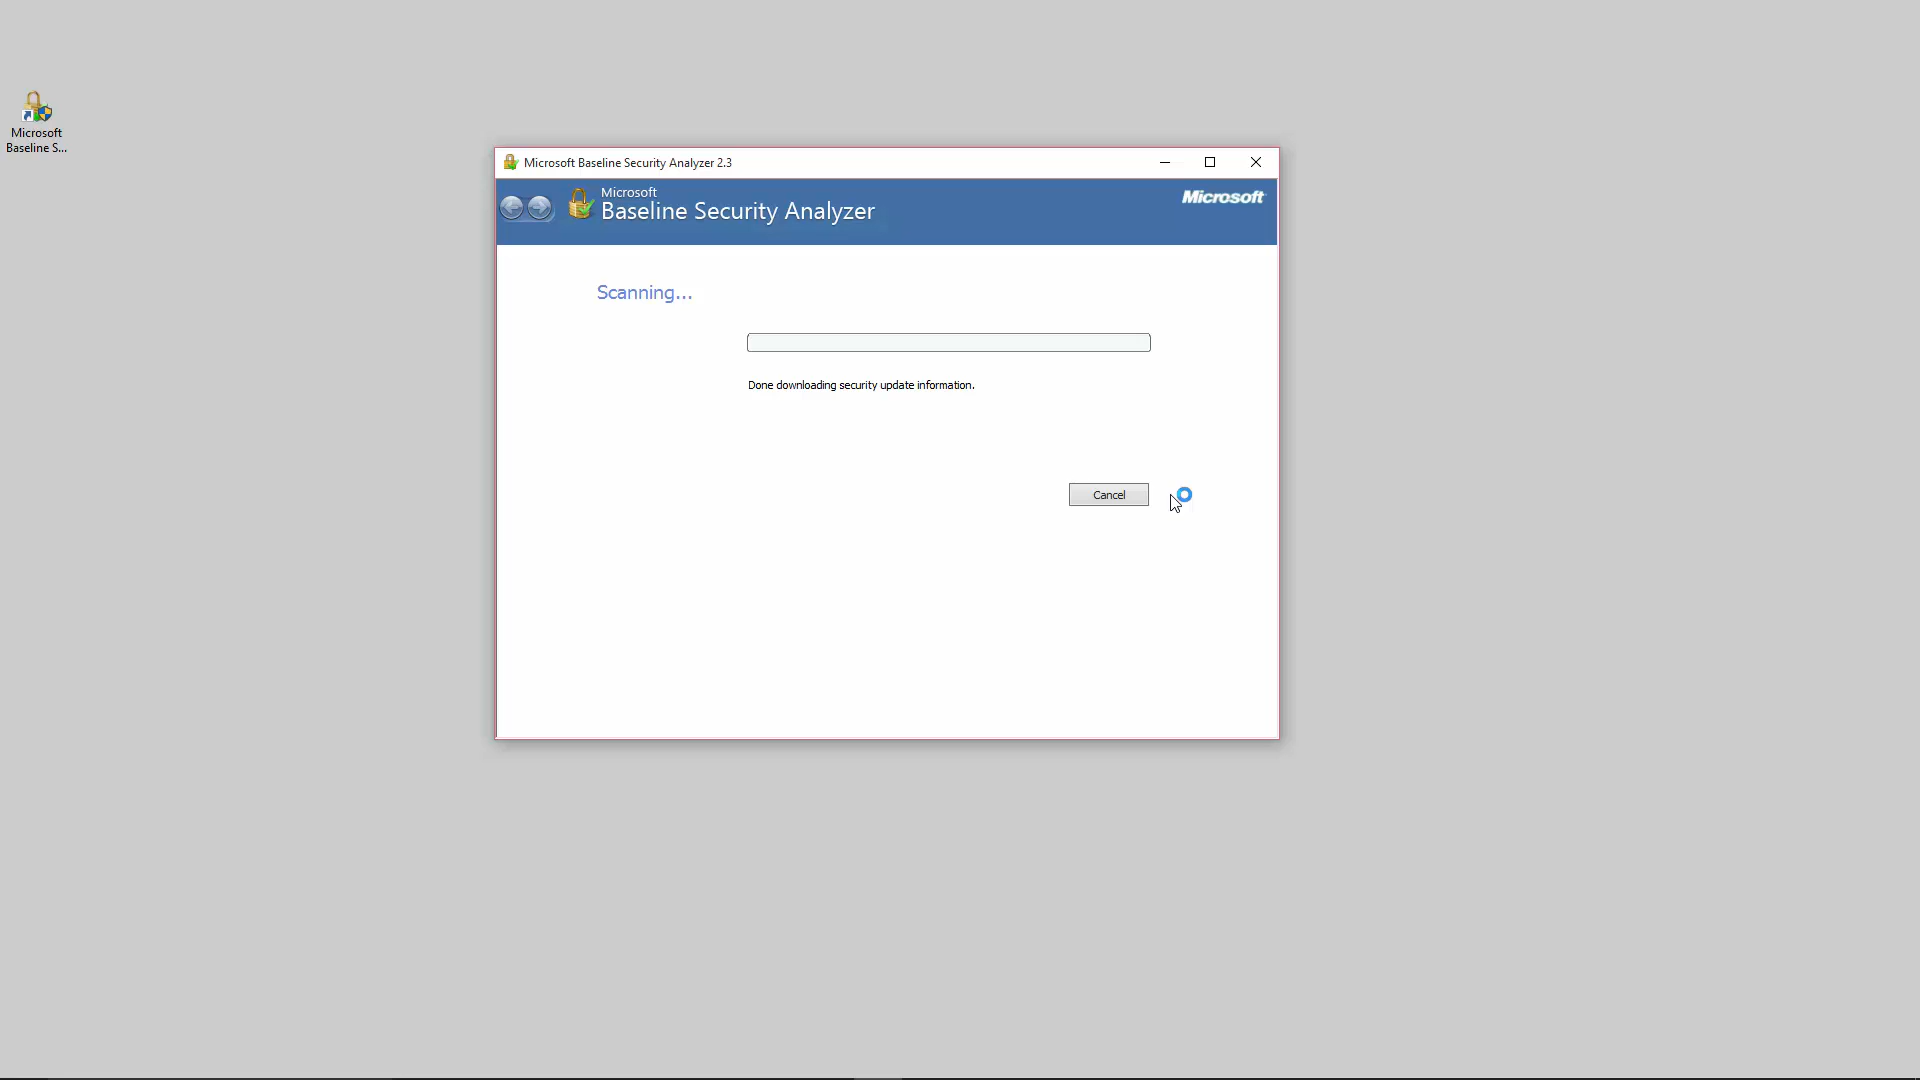 Microsoft
Baseline S...
Microsoft Baseline Security Analyzer 2.3
Microsoft
Baseline Security Analyzer
Microsoft
Scanning...
Done downloading security update information.
Cancel